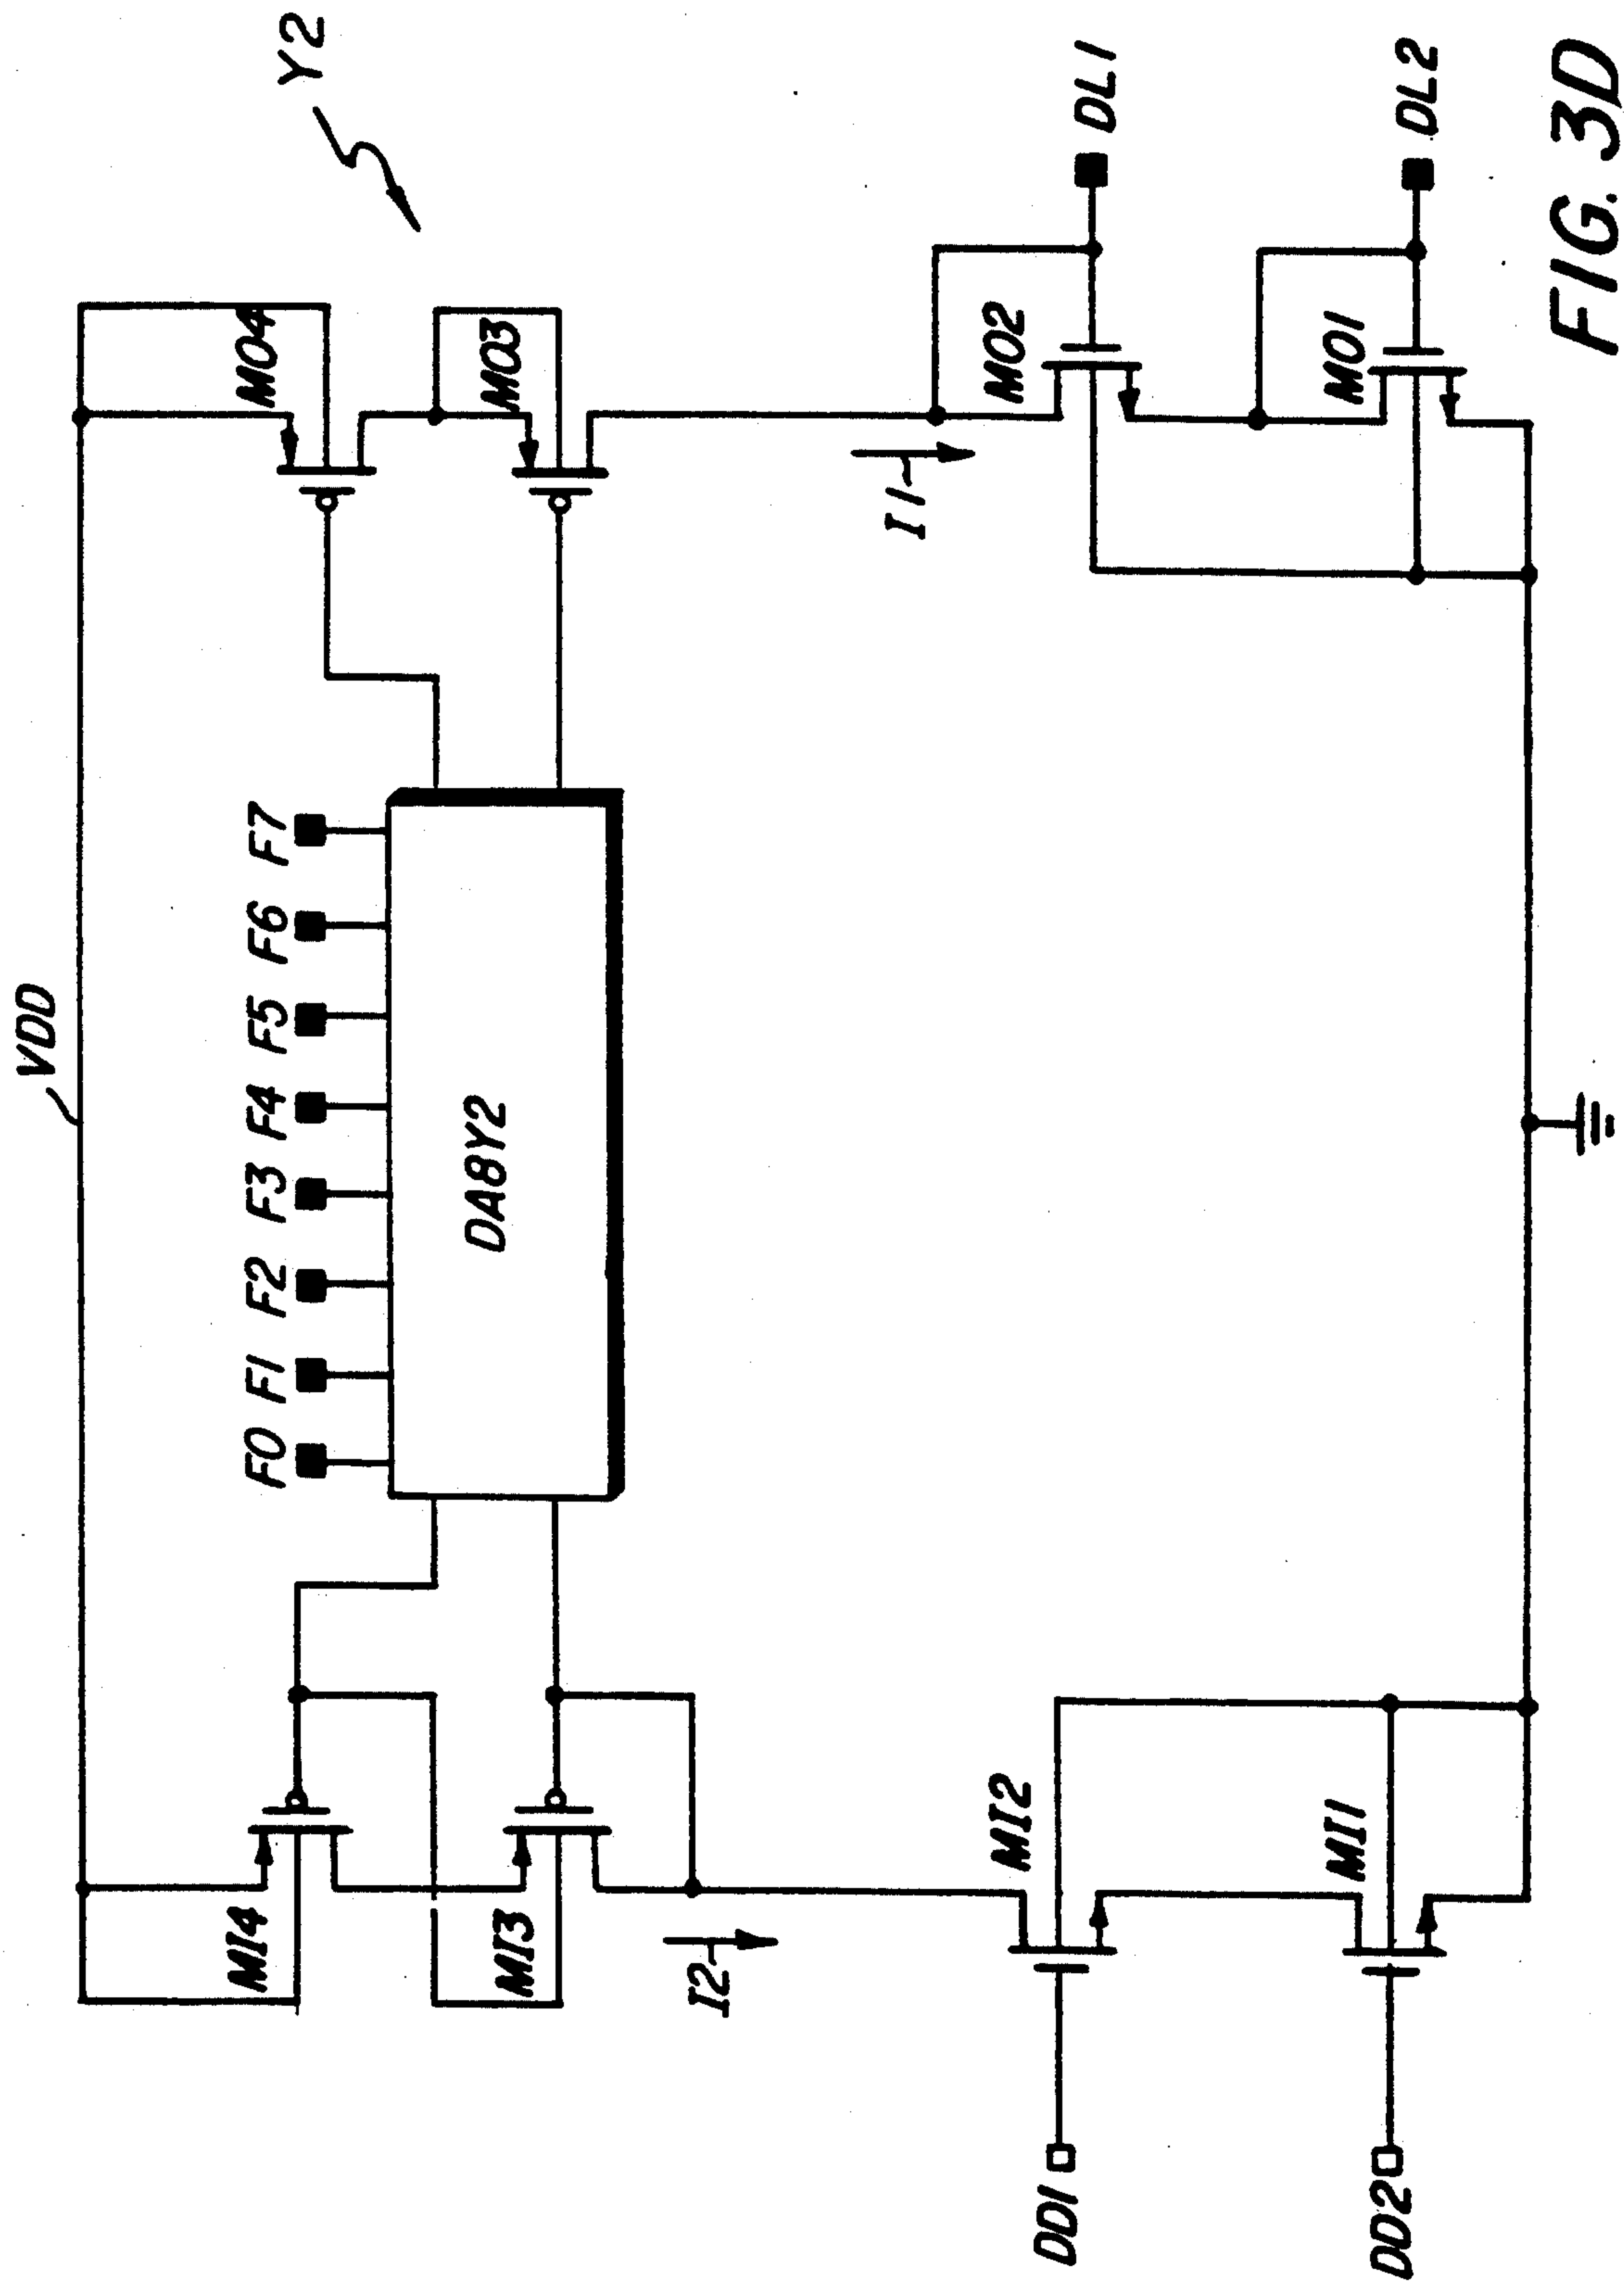 VDD
Y2
F0 F1 F2 F3 F4 F5 F6 F7
MI4
MO4
DA8Y2
MI3
MO3
I2
I1
DD1
MI2
MO2
DL1
DD2
MI1
MO1
DL2
FIG. 3D